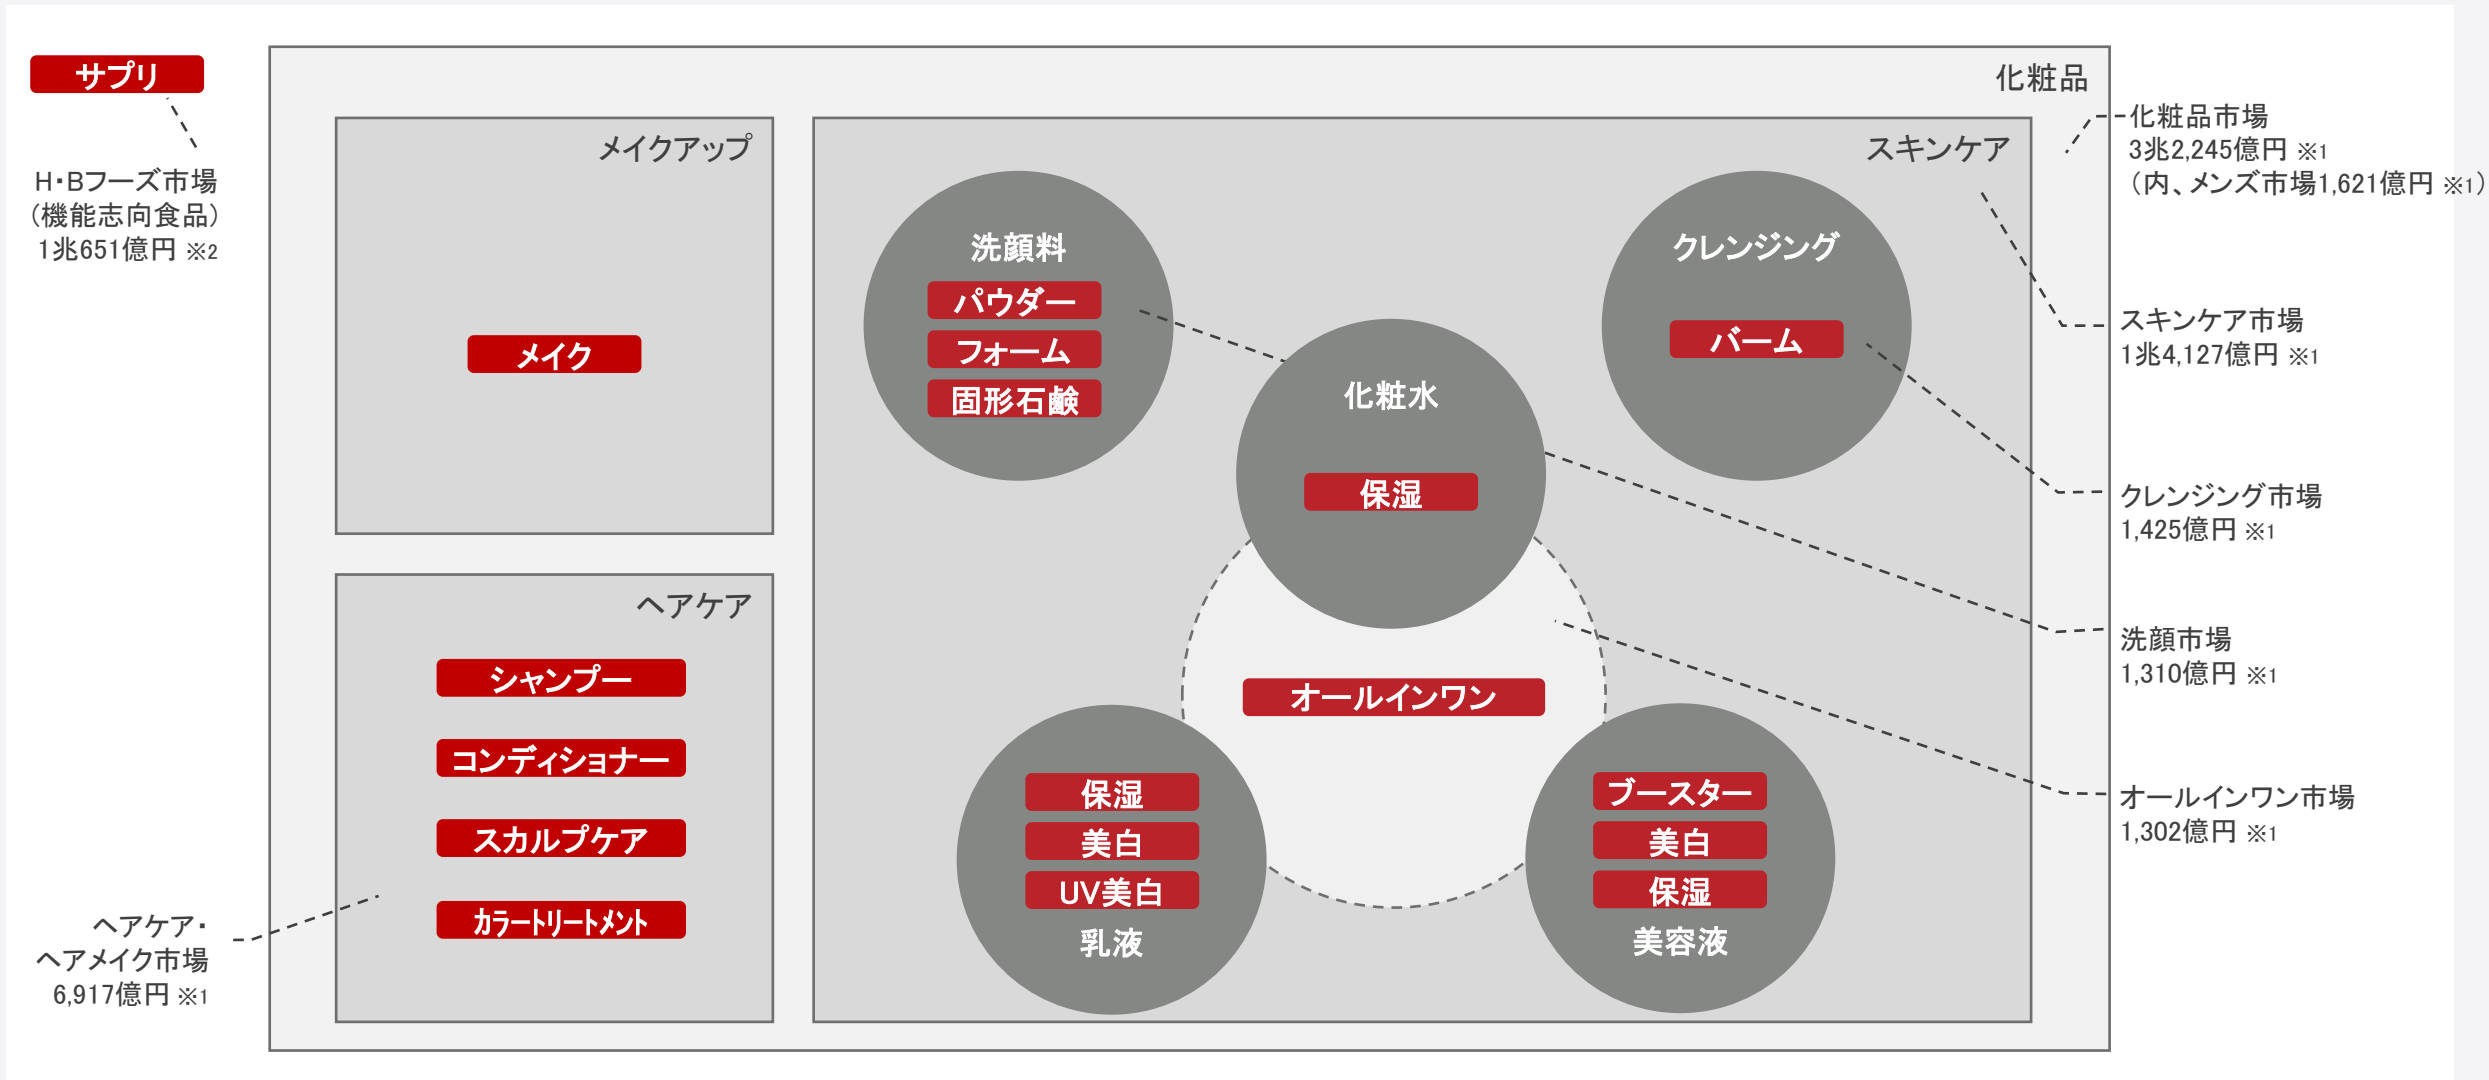 サプリ
H・Bフーズ市場
（機能志向食品）
1兆651億円 ※2
化粧品
メイクアップ
メイク
ヘアケア
シャンプー
コンディショナー
スカルプケア
カラートリートメント
ヘアケア・
ヘアメイク市場
6,917億円 ※1
スキンケア
洗顔料
パウダー
フォーム
固形石鹸
クレンジング
バーム
化粧水
保湿
オールインワン
保湿
美白
UV美白
乳液
ブースター
美白
保湿
美容液
化粧品市場
3兆2,245億円 ※1
（内、メンズ市場1,621億円 ※1）
スキンケア市場
1兆4,127億円 ※1
クレンジング市場
1,425億円 ※1
洗顔市場
1,310億円 ※1
オールインワン市場
1,302億円 ※1